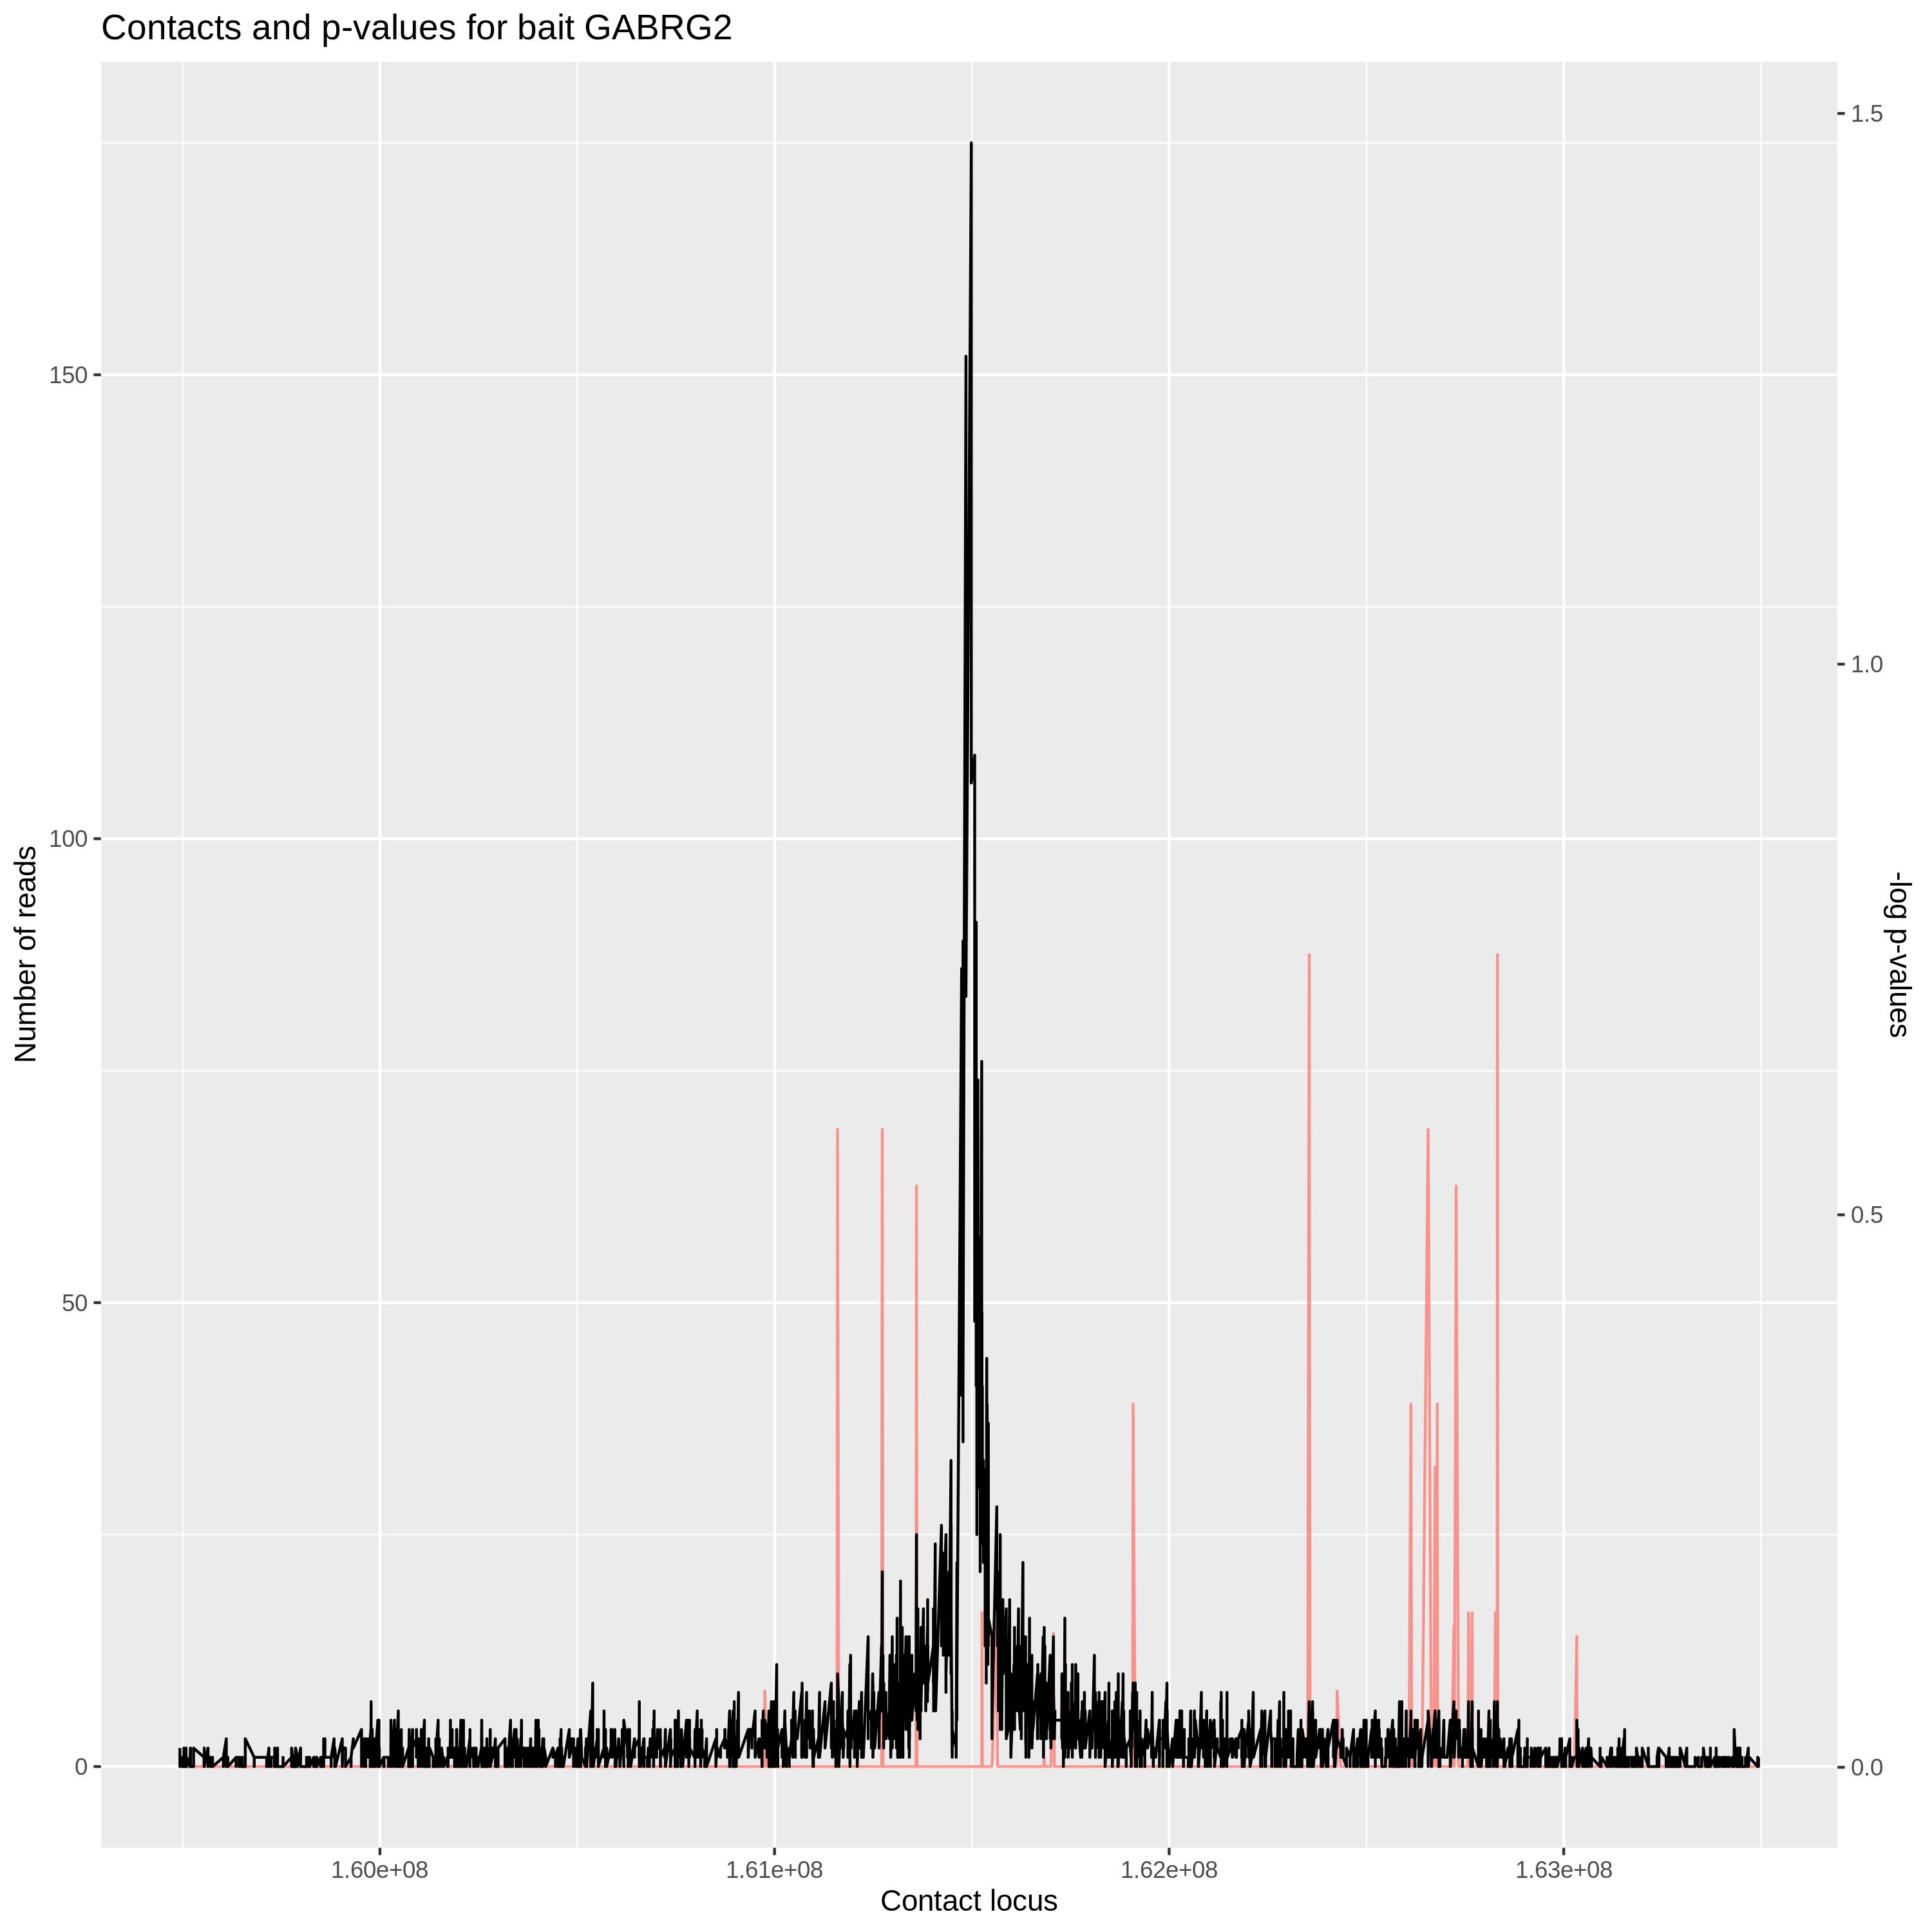 Contacts and p-values for bait GABRG2
1.5
150
1.0
100
Number of reads
-log p-values
0.5
50
0
0.0
1.60e+08
1.61e+08
1.62e+08
1.63e+08
Contact locus